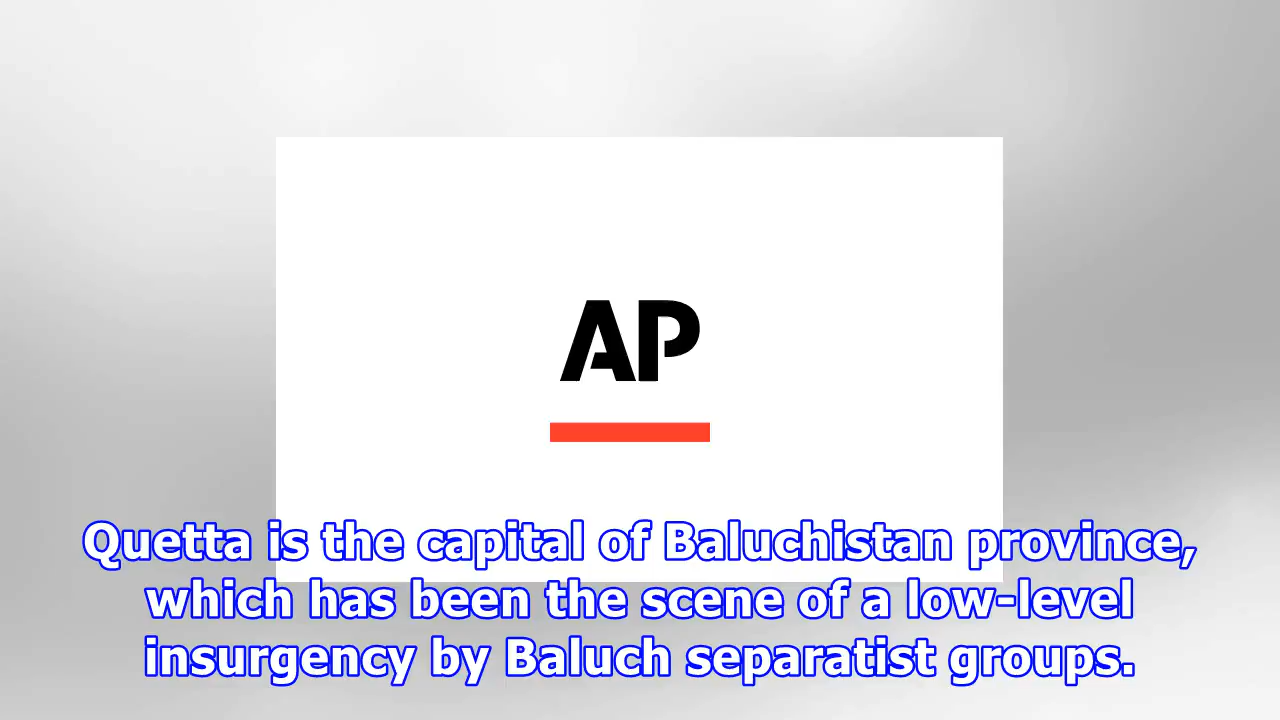 AP
Quetta is the capital of Baluchistan province,
which has been the scene of a low-level
insurgency by Baluch separatist groups.